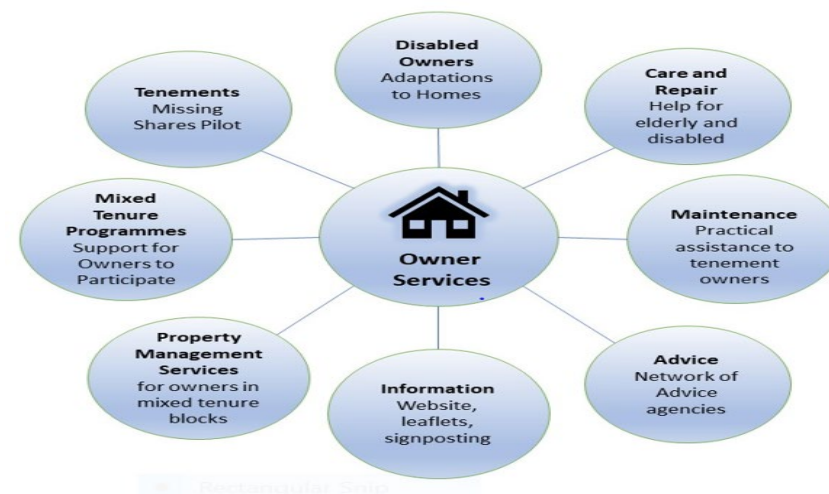 Disabled
Owners
Adaptations
to Homes
Care and
Repair
Help for
elderly and
disabled
Maintenance
Practical
assistance to
tenement
owners
Advice
Network of
Advice
agencies
Information
Website,
leaflets,
signposting
Property
Management
Services
for owners in
mixed tenure
blocks
Mixed
Tenure
Programmes
Support for
Owners to
Participate
Tenements
Missing
Shares Pilot
Owner
Services
Rectangular Snip